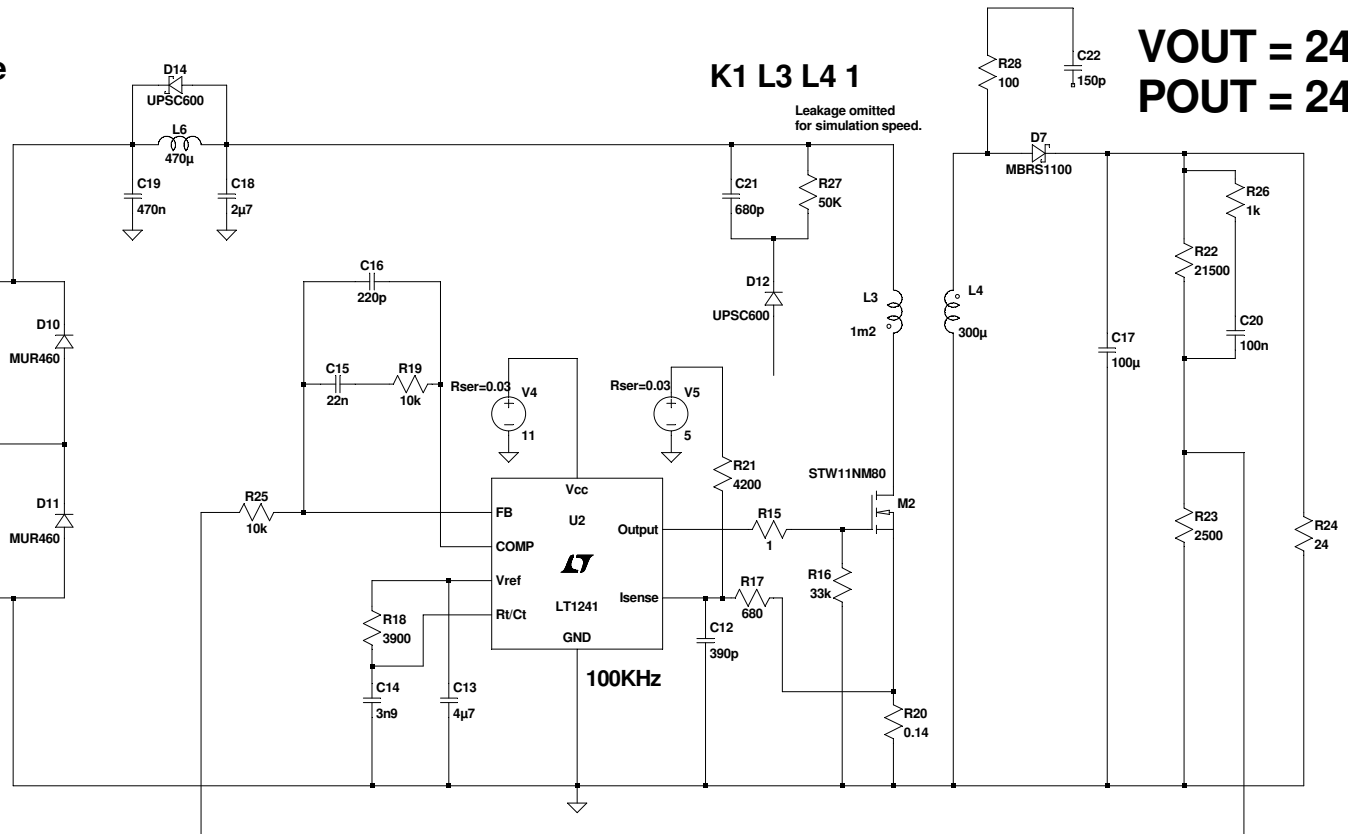 e
K1 L3 L4 1
VOUT = 24
POUT = 24
Leakage omitted
for simulation speed.
D14
UPSC600
L6
470µ
C19
470n
C18
2µ7
C21
680p
R27
50K
R28
100
C22
150p
D7
MBRS1100
R26
1k
R22
21500
C20
100n
C16
220p
D12
UPSC600
L3
1m2
L4
300µ
D10
MUR460
C15
22n
R19
10k
Rser=0.03
V4
11
Rser=0.03
V5
5
C17
100µ
R21
4200
STW11NM80
M2
D11
MUR460
R25
10k
Vcc
FB
U2
COMP
Output
Vref
LT1241
Isense
Rt/Ct
GND
R15
1
R16
33k
R17
680
R23
2500
R24
24
R18
3900
C12
390p
100KHz
C14
3n9
C13
4µ7
R20
0.14